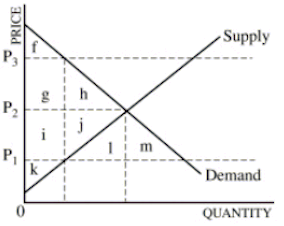 PRICE
Supply
f
P3
g h
P2
i j
l m
P1
k
Demand
0 QUANTITY